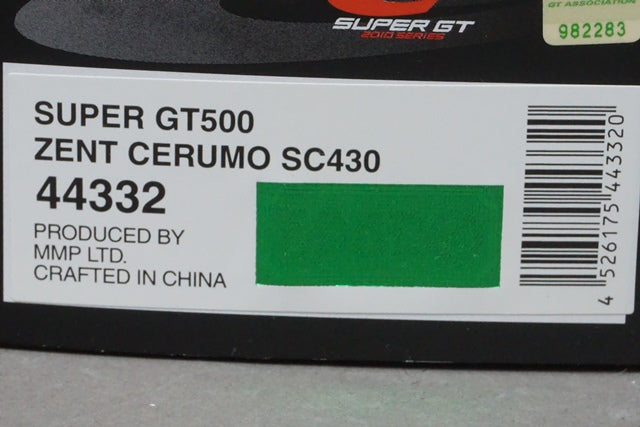 SUPER GT
2010 SERIES
GT ASSOCIATION
982283
SUPER GT500
ZENT CERUMO SC430
44332
PRODUCED BY
MMP LTD.
CRAFTED IN CHINA
4 526175 443320